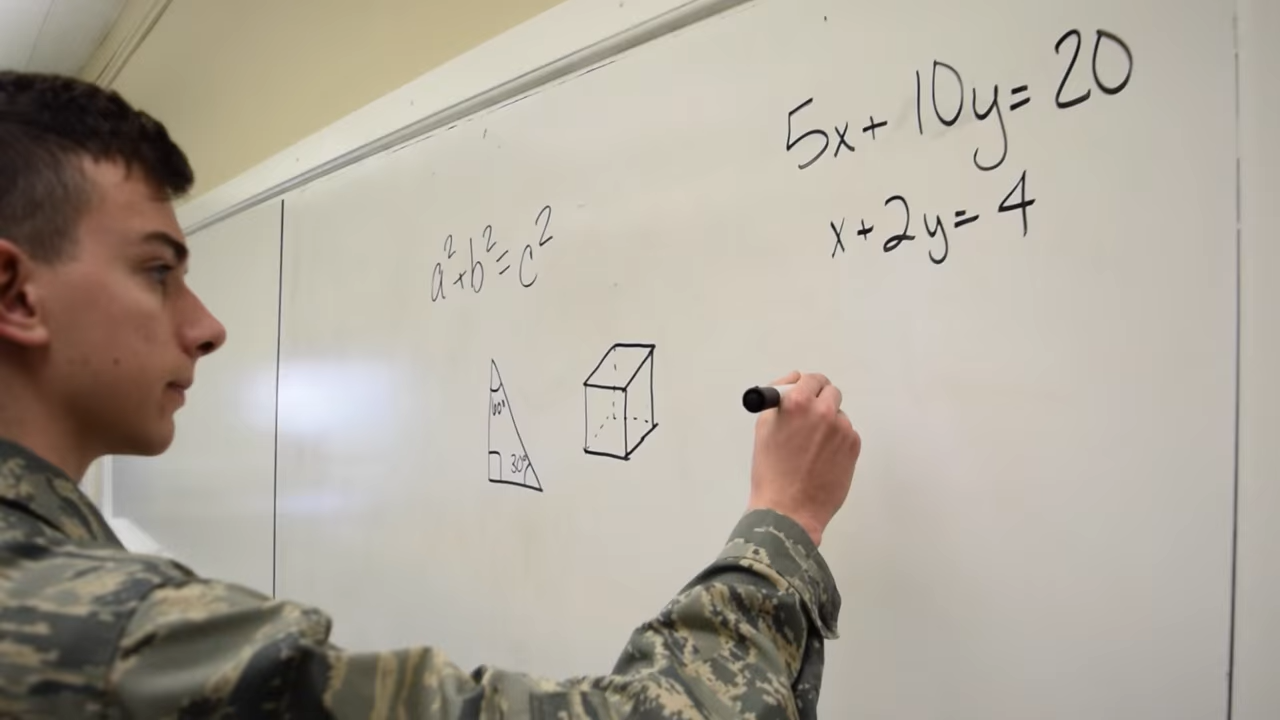 5x + 10y = 20
x + 2y = 4
a² + b² = c²
60°
30°